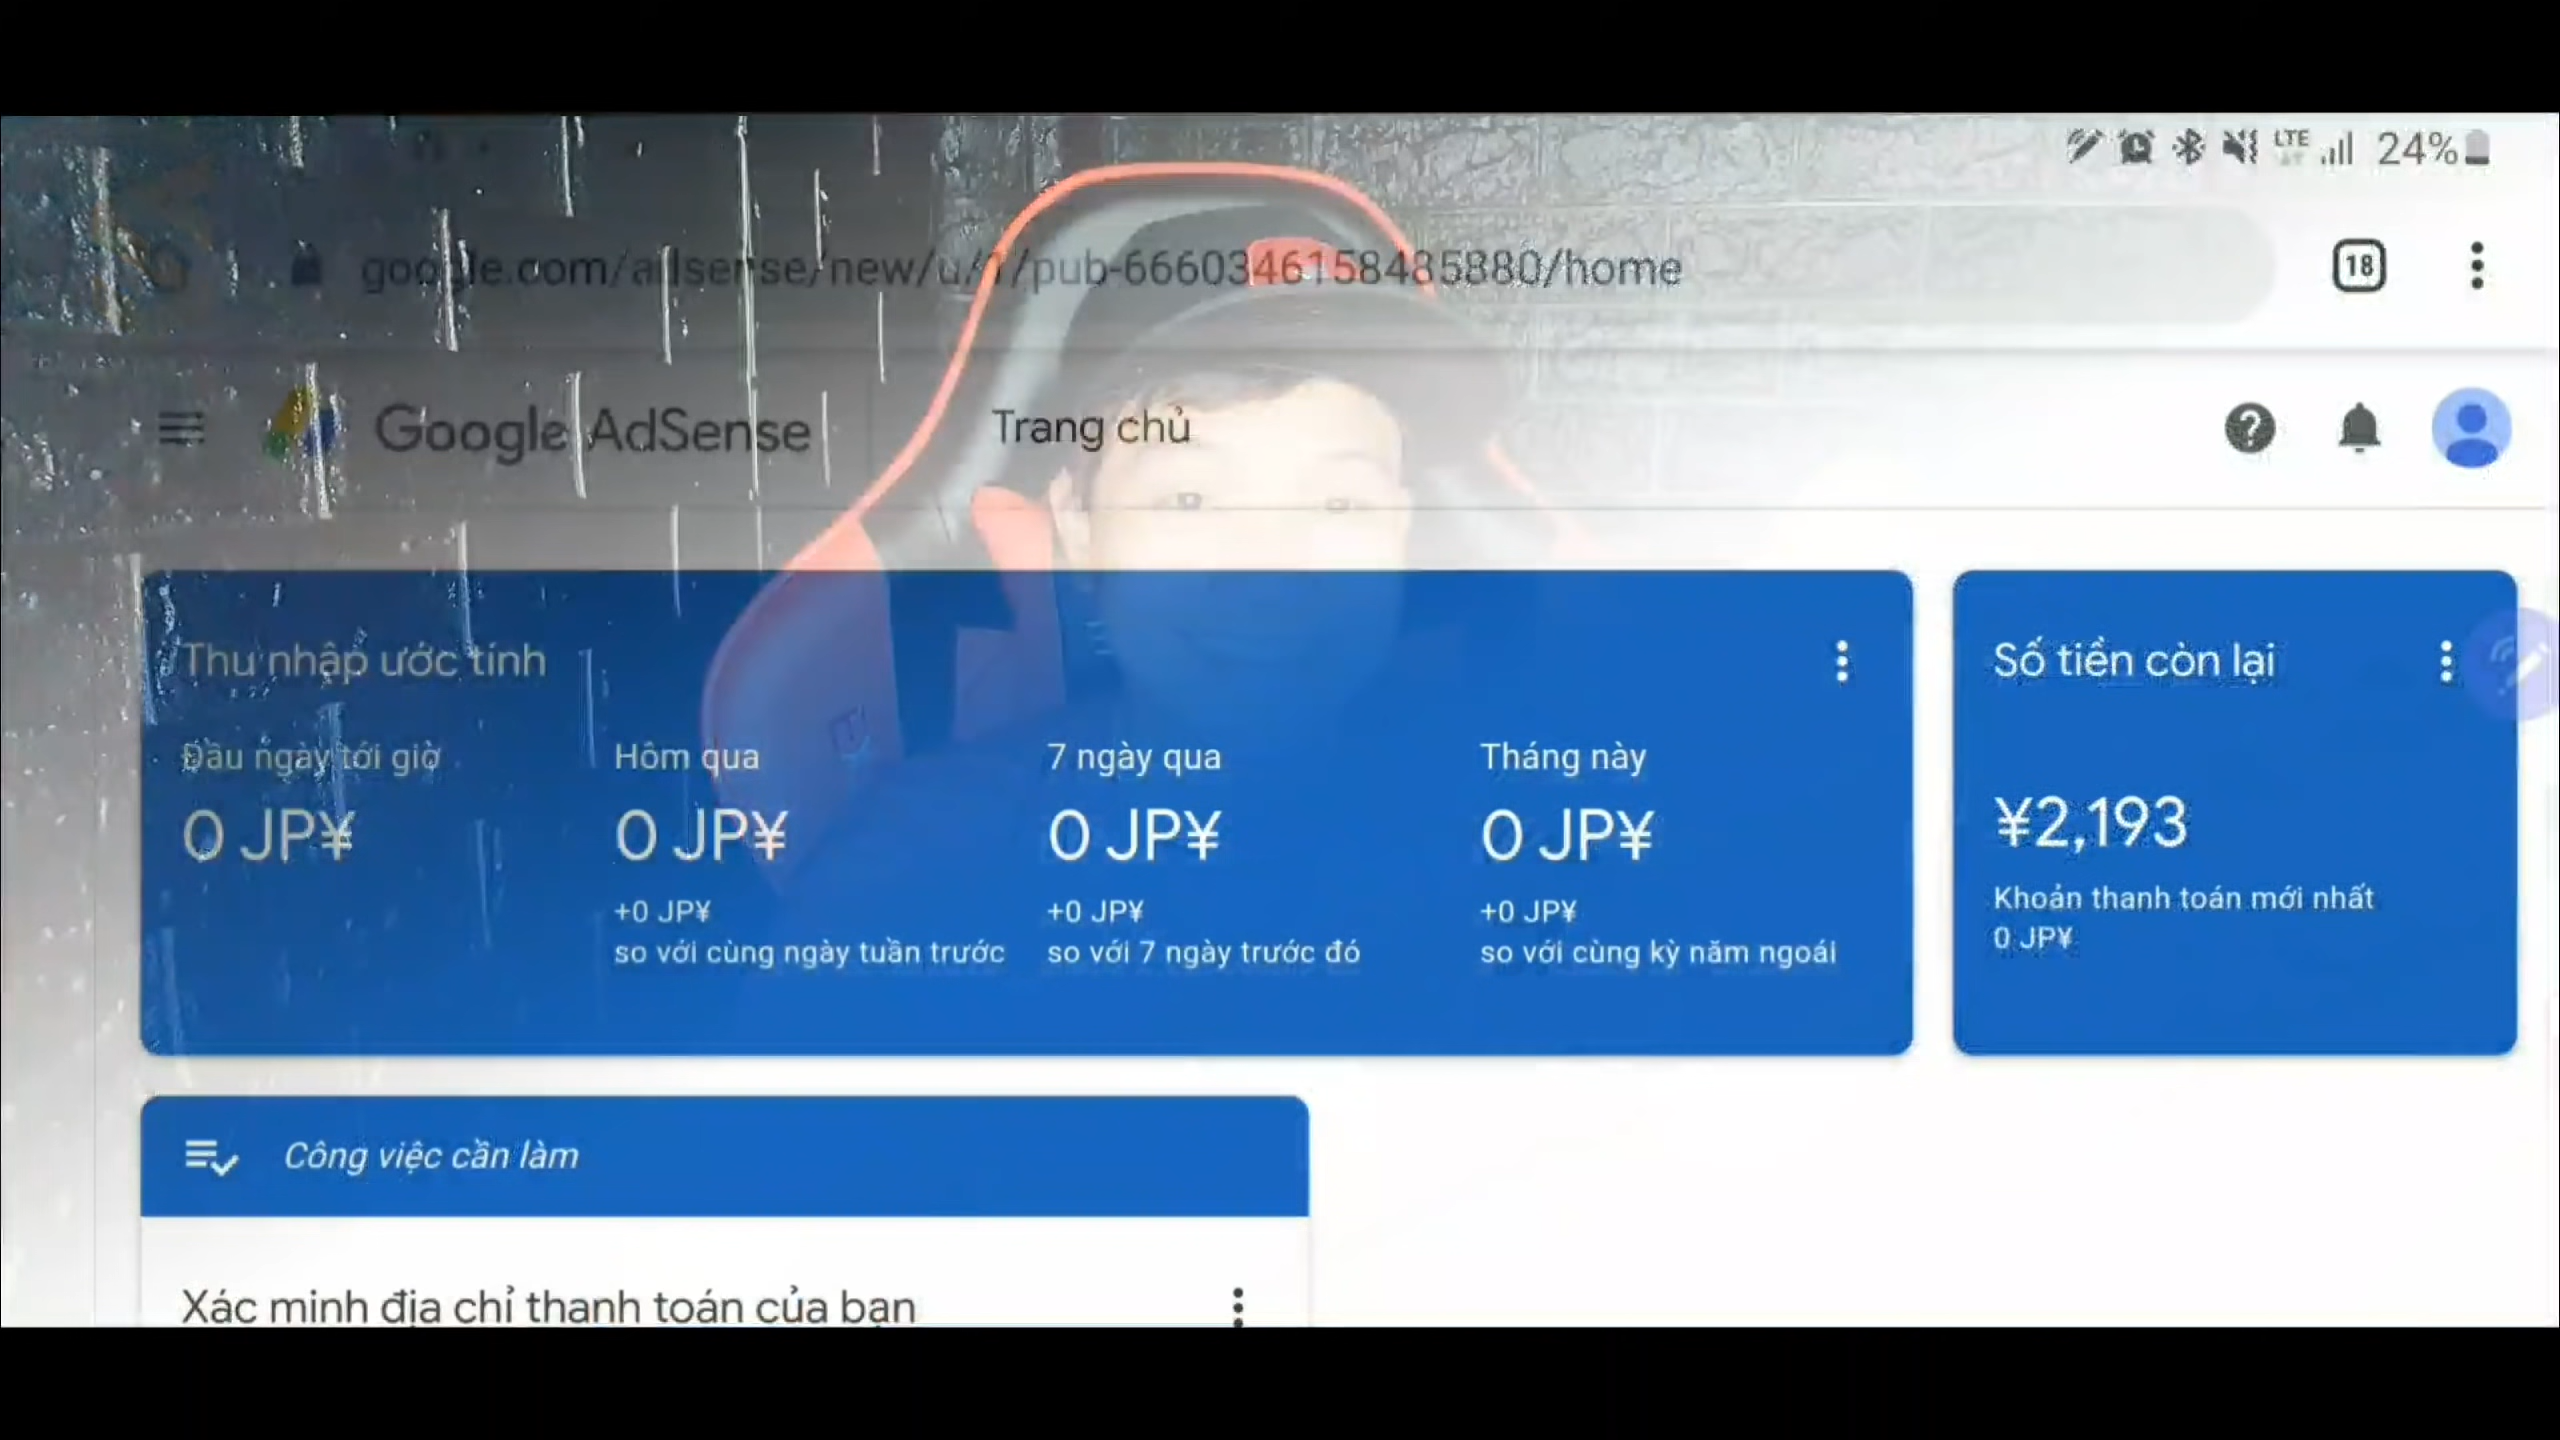 LTE 24%
google.com/adsense/new/u/1/pub-6660346158485880/home
18
Google AdSense Trang chủ
Thu nhập ước tính
Đầu ngày tới giờ
0 JP¥
Hôm qua
0 JP¥
+0 JP¥
so với cùng ngày tuần trước
7 ngày qua
0 JP¥
+0 JP¥
so với 7 ngày trước đó
Tháng này
0 JP¥
+0 JP¥
so với cùng kỳ năm ngoái
Số tiền còn lại
¥2,193
Khoản thanh toán mới nhất
0 JP¥
Công việc cần làm
Xác minh địa chỉ thanh toán của bạn